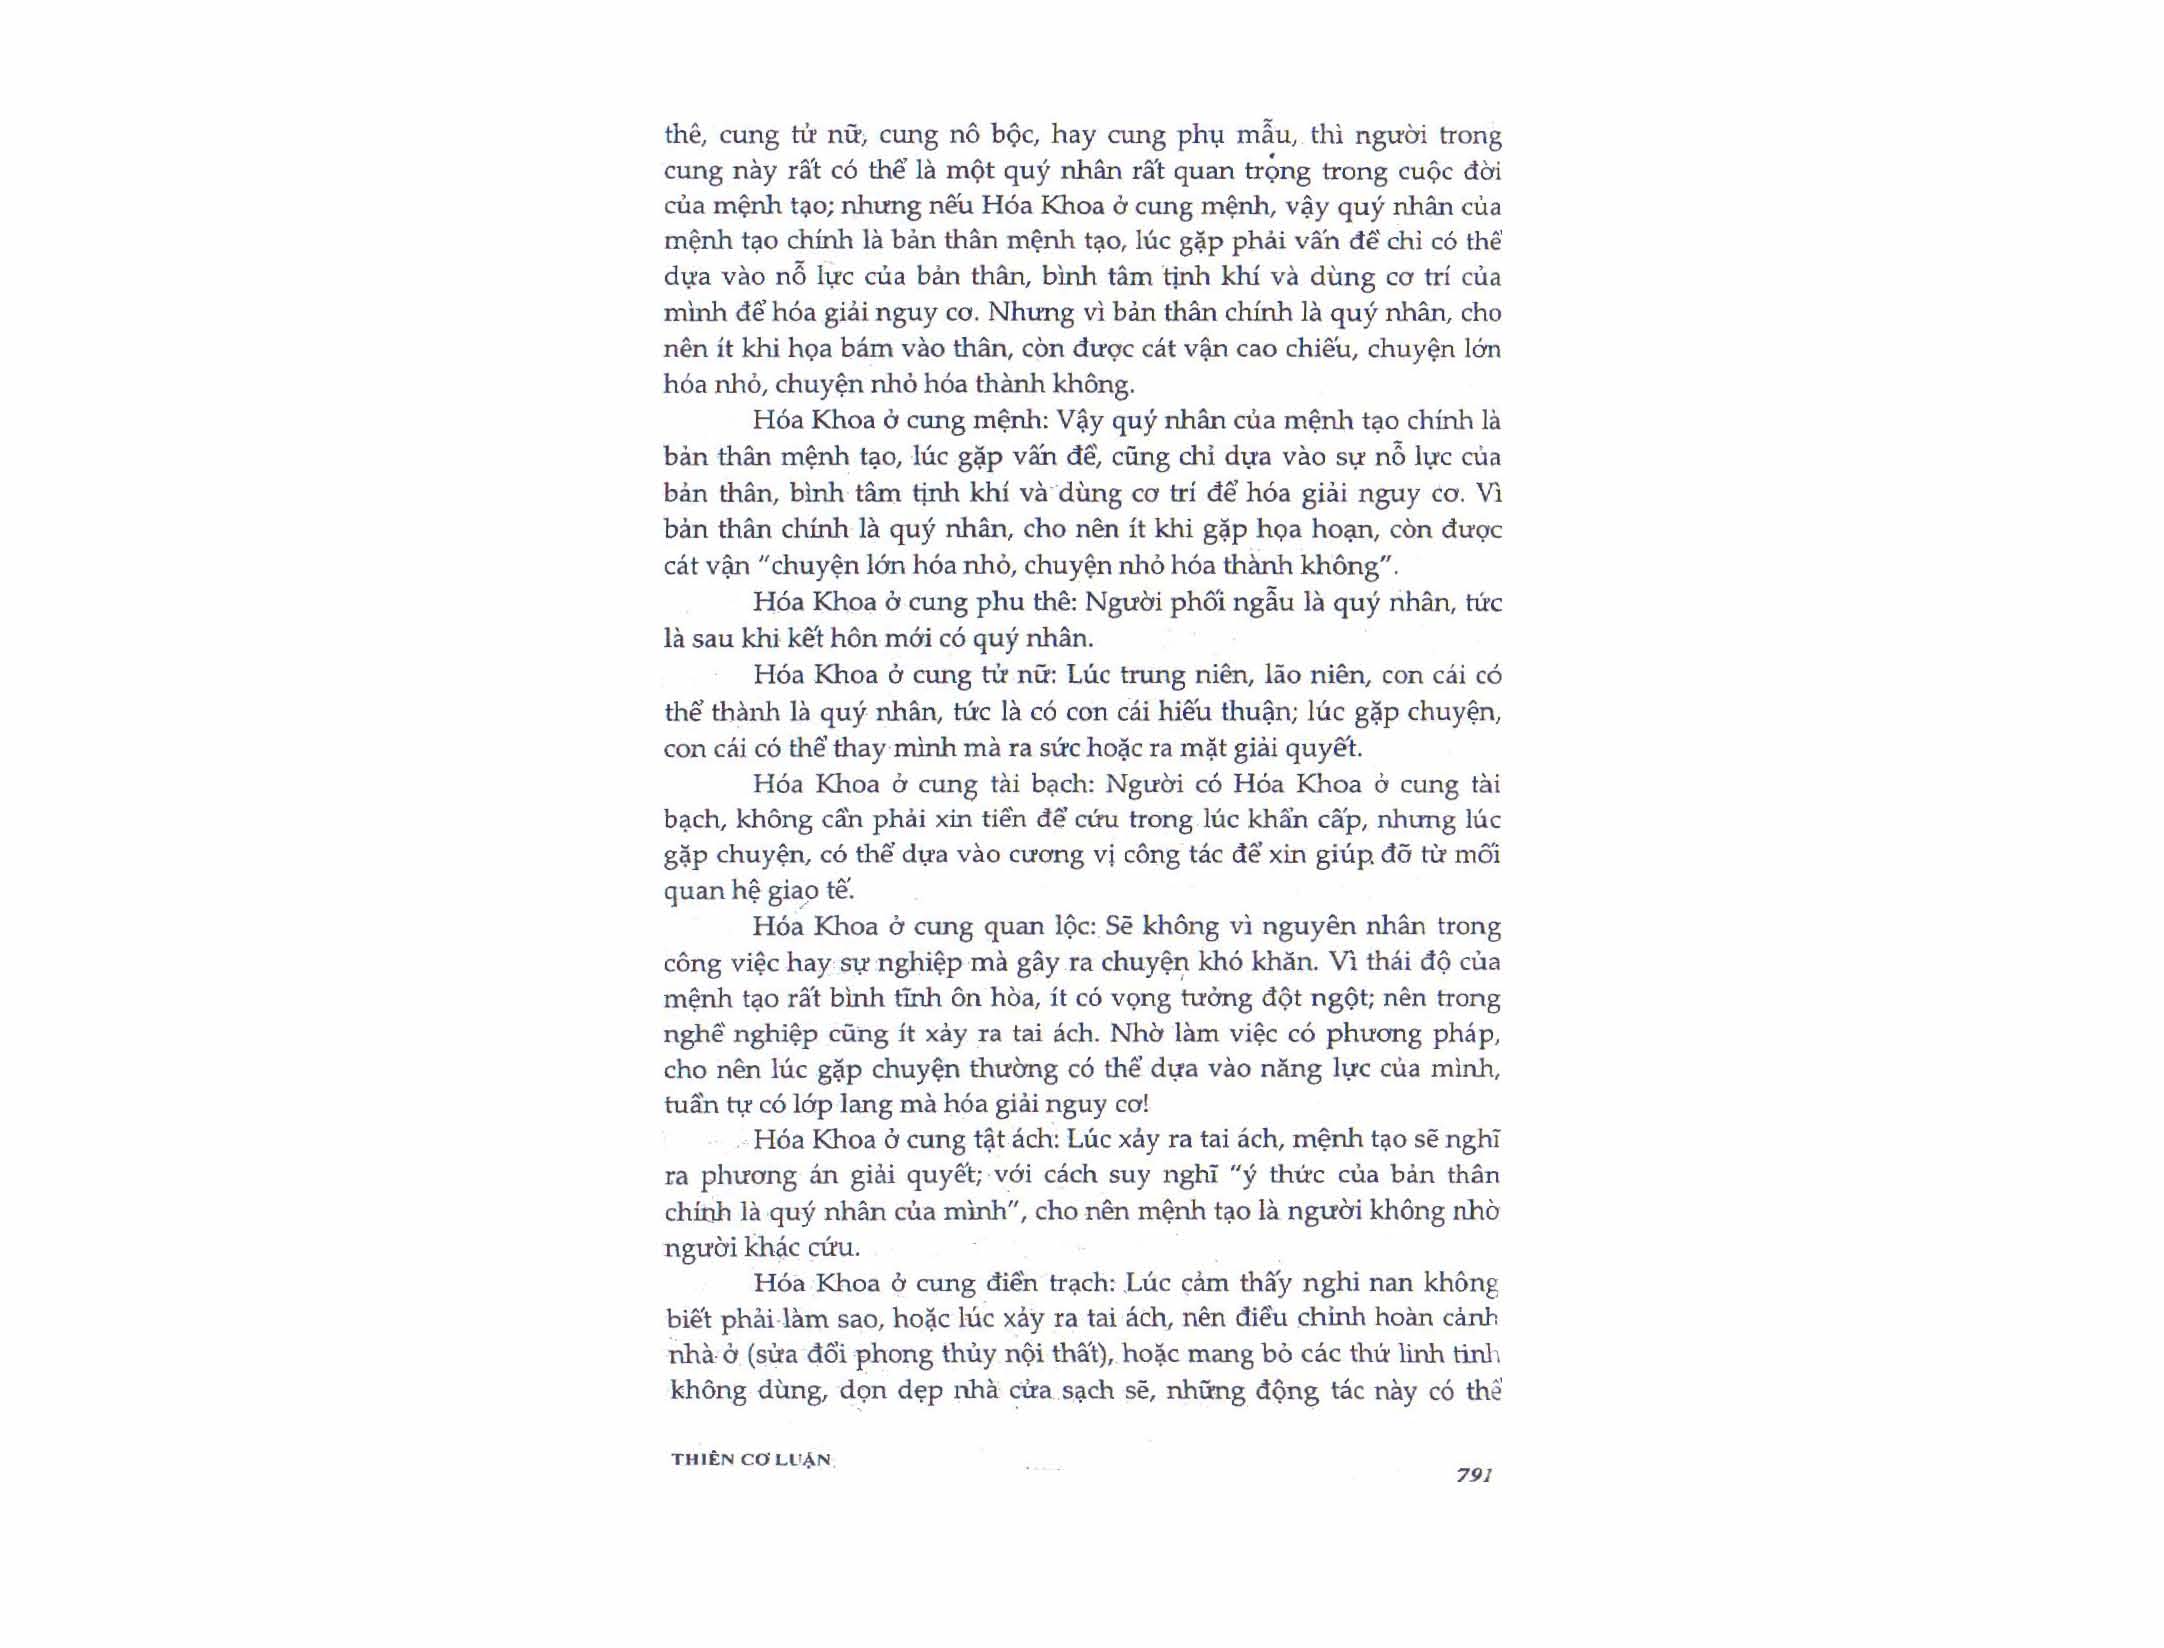 thê, cung tử nữ, cung nô bộc, hay cung phụ mẫu, thì người trong
cung này rất có thể là một quý nhân rất quan trọng trong cuộc đời
của mệnh tạo; nhưng nếu Hóa Khoa ở cung mệnh, vậy quý nhân của
mệnh tạo chính là bản thân mệnh tạo, lúc gặp phải vấn đề chỉ có thể
dựa vào nỗ lực của bản thân, bình tâm tịnh khí và dùng cơ trí của
mình để hóa giải nguy cơ. Nhưng vì bản thân chính là quý nhân, cho
nên ít khi họa bám vào thân, còn được cát vận cao chiếu, chuyện lớn
hóa nhỏ, chuyện nhỏ hóa thành không.
Hóa Khoa ở cung mệnh: Vậy quý nhân của mệnh tạo chính là
bản thân mệnh tạo, lúc gặp vấn đề, cũng chỉ dựa vào sự nỗ lực của
bản thân, bình tâm tịnh khí và dùng cơ trí để hóa giải nguy cơ. Vì
bản thân chính là quý nhân, cho nên ít khi gặp họa hoạn, còn được
cát vận "chuyện lớn hóa nhỏ, chuyện nhỏ hóa thành không".
Hóa Khoa ở cung phu thê: Người phối ngẫu là quý nhân, tức
là sau khi kết hôn mới có quý nhân.
Hóa Khoa ở cung tử nữ: Lúc trung niên, lão niên, con cái có
thể thành là quý nhân, tức là có con cái hiếu thuận; lúc gặp chuyện,
con cái có thể thay mình mà ra sức hoặc ra mặt giải quyết.
Hóa Khoa ở cung tài bạch: Người có Hóa Khoa ở cung tài
bạch, không cần phải xin tiền để cứu trong lúc khẩn cấp, nhưng lúc
gặp chuyện, có thể dựa vào cương vị công tác để xin giúp đỡ từ mối
quan hệ giao tế.
Hóa Khoa ở cung quan lộc: Sẽ không vì nguyên nhân trong
công việc hay sự nghiệp mà gây ra chuyện khó khăn. Vì thái độ của
mệnh tạo rất bình tĩnh ôn hòa, ít có vọng tưởng đột ngột; nên trong
nghề nghiệp cũng ít xảy ra tai ách. Nhờ làm việc có phương pháp,
cho nên lúc gặp chuyện thường có thể dựa vào năng lực của mình,
tuần tự có lớp lang mà hóa giải nguy cơ!
Hóa Khoa ở cung tật ách: Lúc xảy ra tai ách, mệnh tạo sẽ nghĩ
ra phương án giải quyết; với cách suy nghĩ "ý thức của bản thân
chính là quý nhân của mình", cho nên mệnh tạo là người không nhờ
người khác cứu.
Hóa Khoa ở cung điền trạch: Lúc cảm thấy nghi nan không
biết phải làm sao, hoặc lúc xảy ra tai ách, nên điều chỉnh hoàn cảnh
nhà ở (sửa đổi phong thủy nội thất), hoặc mang bỏ các thứ linh tinh
không dùng, dọn dẹp nhà cửa sạch sẽ, những động tác này có thể
THIÊN CƠ LUẬN
791